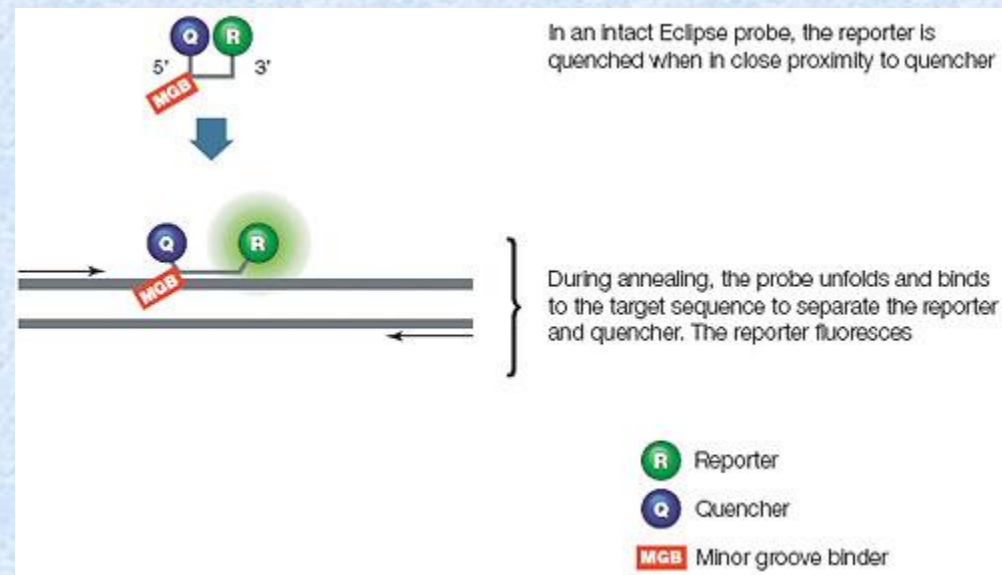 Q R
In an intact Eclipse probe, the reporter is
5' 3'
quenched when in close proximity to quencher
MGB
Q R
MGB
During annealing, the probe unfolds and binds
to the target sequence to separate the reporter
and quencher. The reporter fluoresces
R Reporter
Q Quencher
MGB Minor groove binder